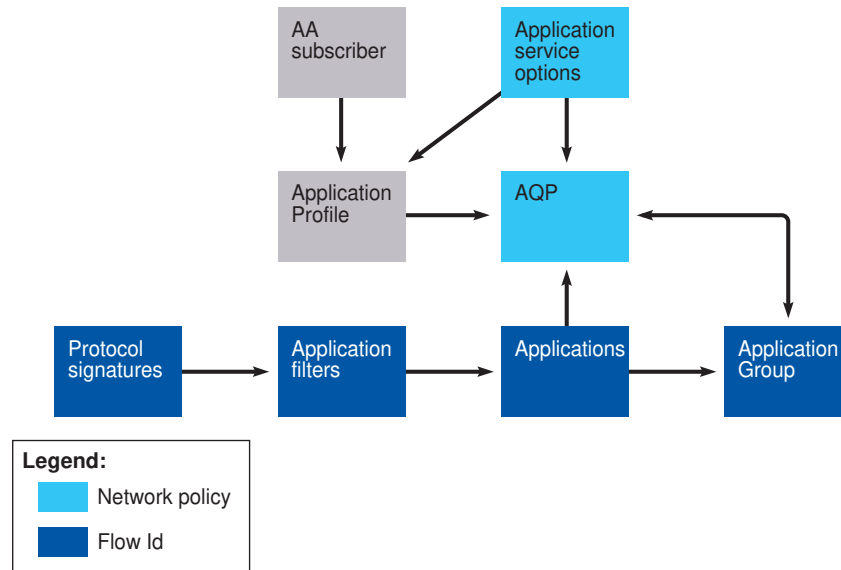 AA
subscriber
Application
service
options
Application
Profile
AQP
Protocol
signatures
Application
filters
Applications
Application
Group
Legend:
Network policy
Flow Id